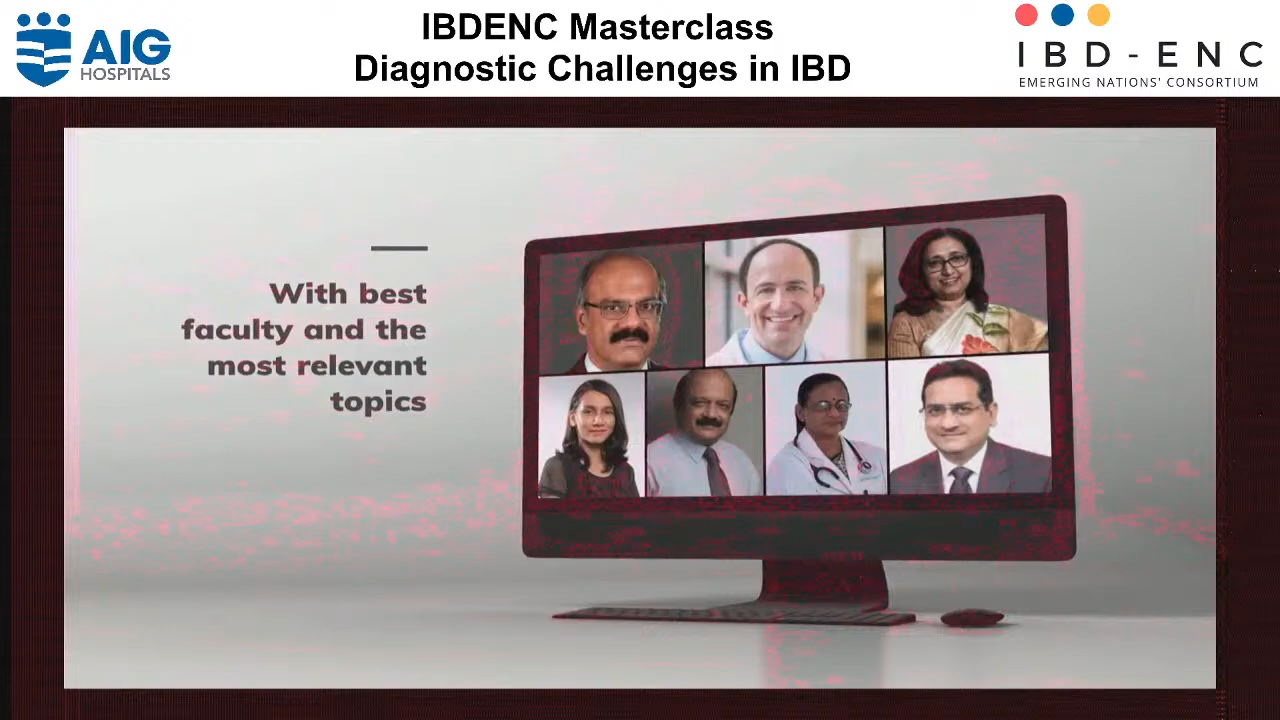 AIG
HOSPITALS
IBDENC Masterclass
Diagnostic Challenges in IBD
IBD-ENC
EMERGING NATIONS' CONSORTIUM
With best
faculty and the
most relevant
topics